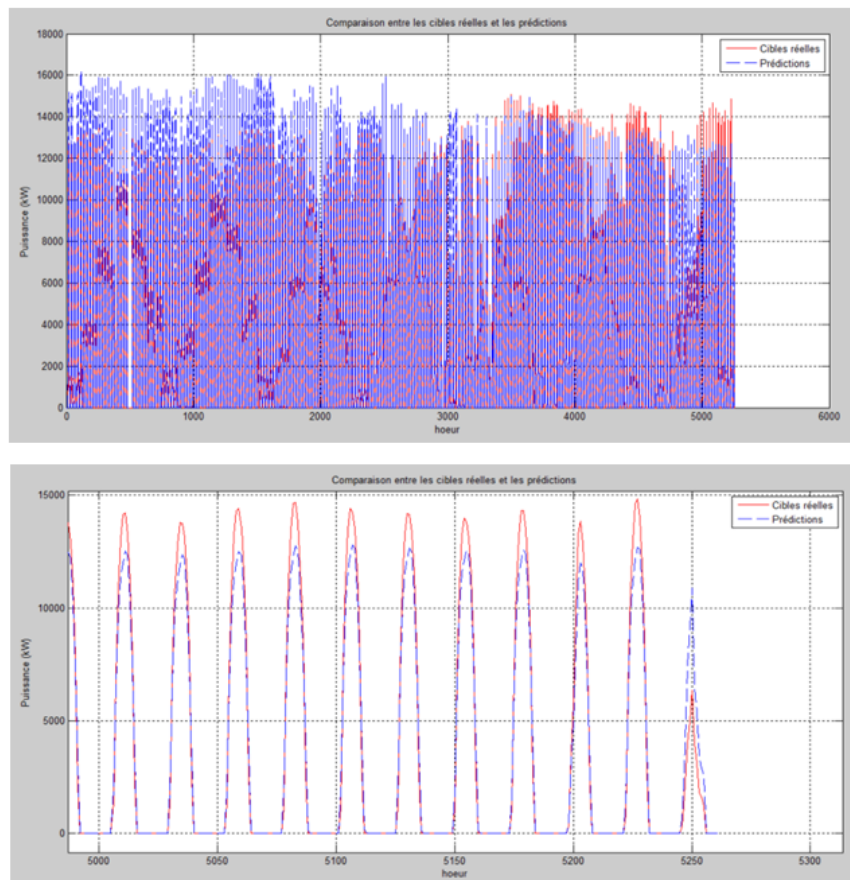 Comparaison entre les cibles réelles et les prédictions
18000
16000
14000
12000
10000
8000
6000
4000
2000
0
Puissance (kW)
Cibles réelles
Prédictions
0 1000 2000 3000 4000 5000 6000
hoeur
Comparaison entre les cibles réelles et les prédictions
15000
10000
5000
0
Puissance (kW)
Cibles réelles
Prédictions
5000 5050 5100 5150 5200 5250 5300
hoeur